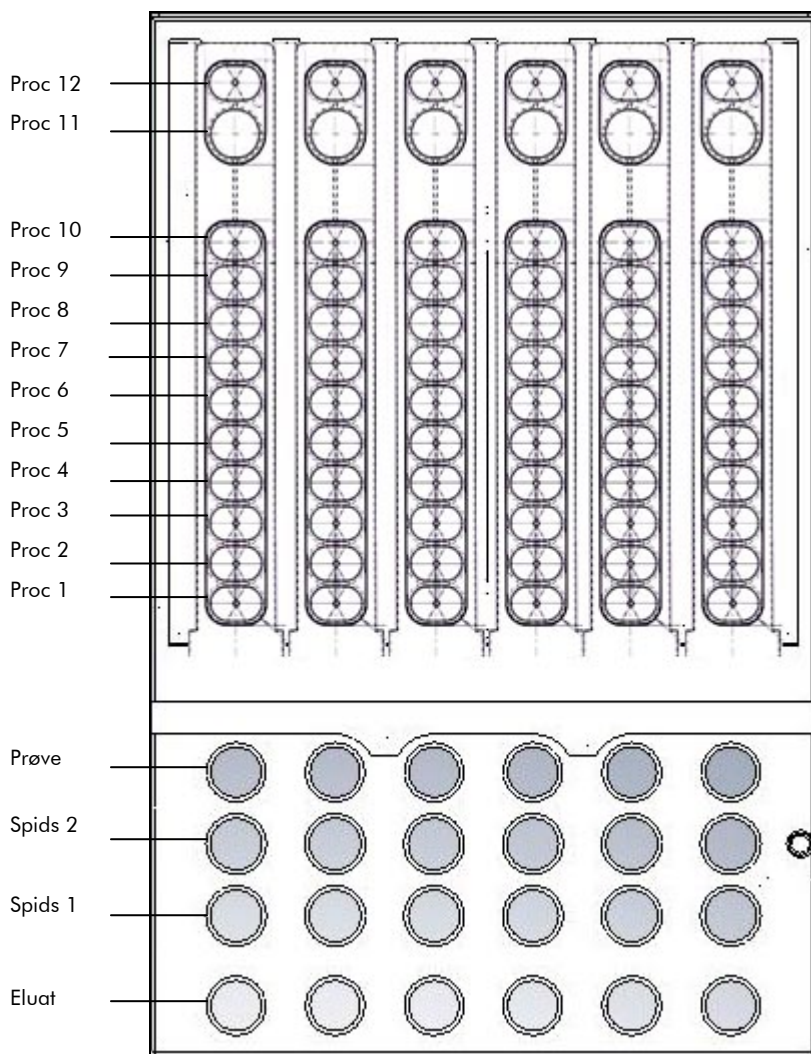 Proc 12
Proc 11
Proc 10
Proc 9
Proc 8
Proc 7
Proc 6
Proc 5
Proc 4
Proc 3
Proc 2
Proc 1
Prøve
Spids 2
Spids 1
Eluat